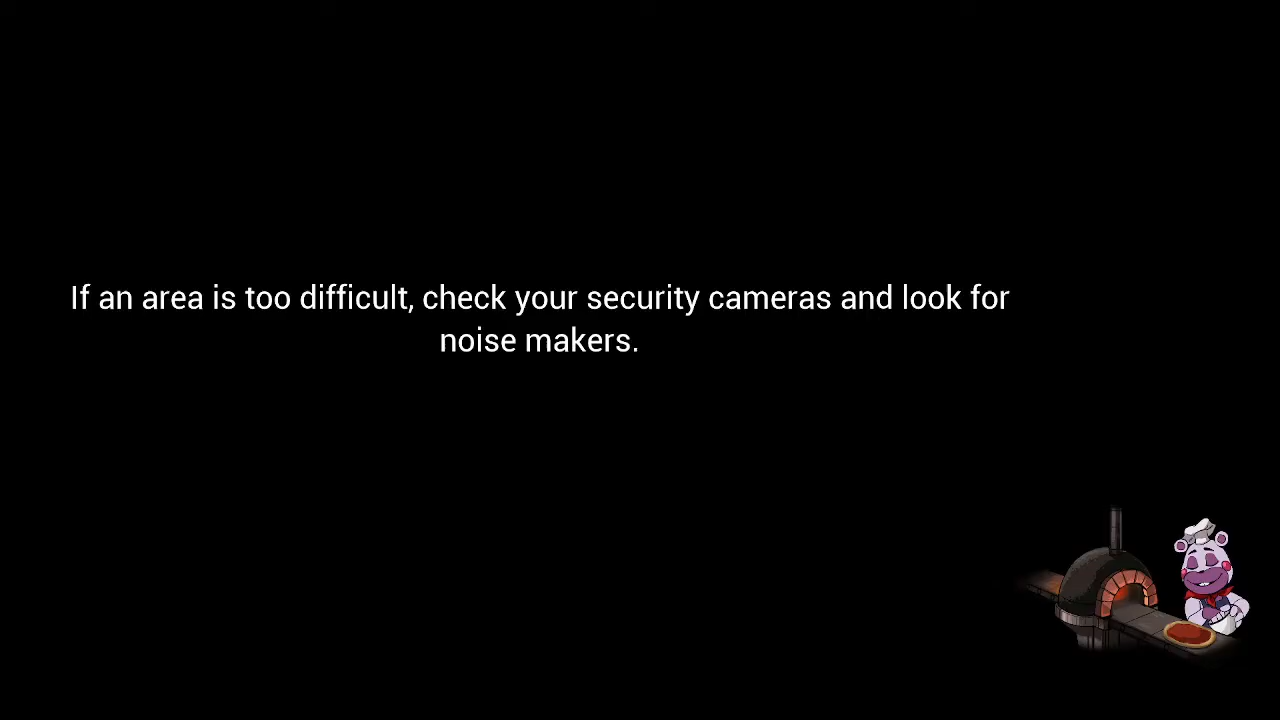 If an area is too difficult, check your security cameras and look for
noise makers.